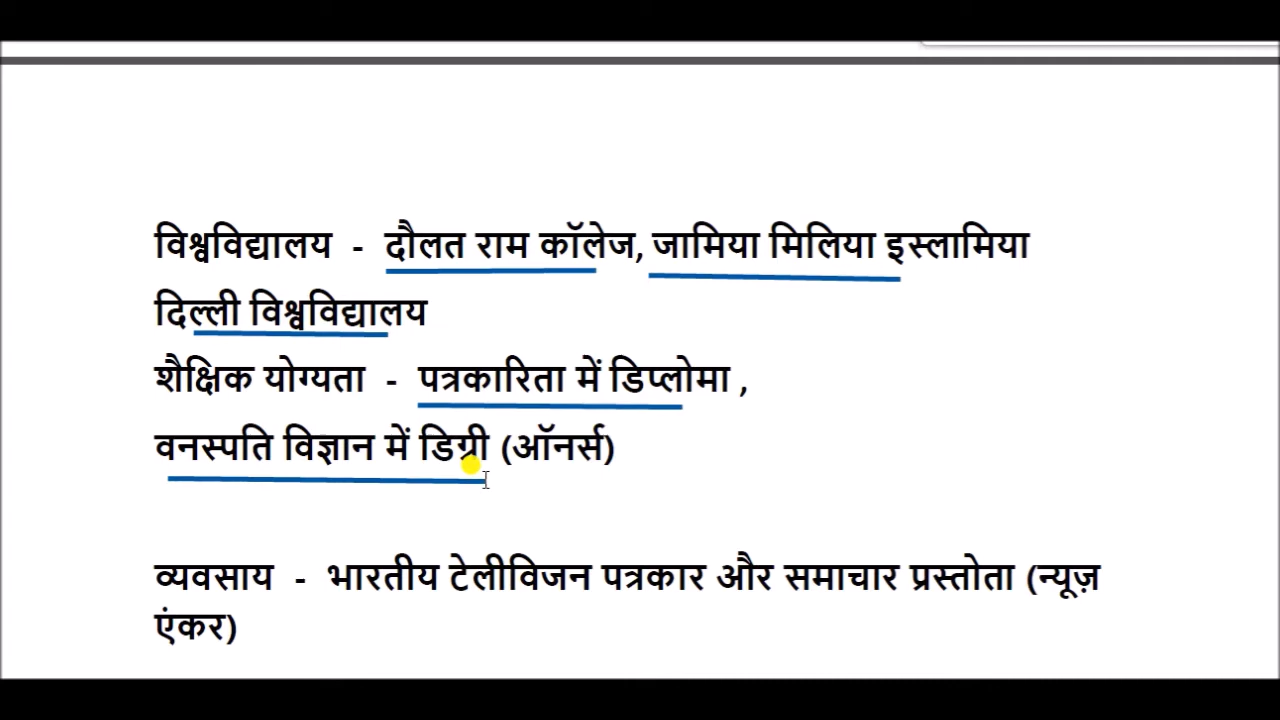 विश्वविद्यालय - दौलत राम कॉलेज, जामिया मिलिया इस्लामिया
दिल्ली विश्वविद्यालय
शैक्षिक योग्यता - पत्रकारिता में डिप्लोमा ,
वनस्पति विज्ञान में डिग्री (ऑनर्स)
व्यवसाय - भारतीय टेलीविजन पत्रकार और समाचार प्रस्तोता (न्यूज़
एंकर)